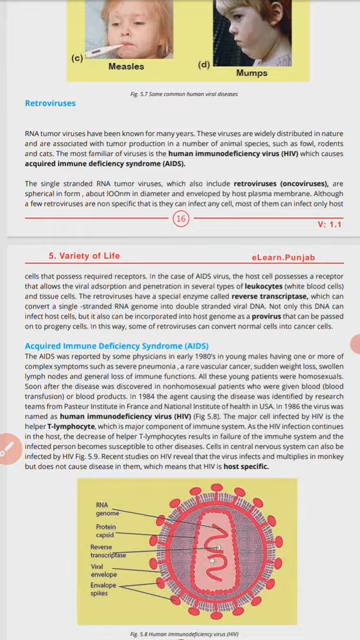 (c)
Measles
(d)
Mumps
Fig. 5.7 Some common human viral diseases
Retroviruses
RNA tumor viruses have been known for many years. These viruses are widely distributed in nature
and are associated with tumor production in a number of animal species, such as fowl, rodents
and cats. The most familiar of viruses is the human immunodeficiency virus (HIV) which causes
acquired immune deficiency syndrome (AIDS).
The single stranded RNA tumor viruses, which also include retroviruses (oncoviruses), are
spherical in form , about lOOnm in diameter and enveloped by host plasma membrane. Although
a few retroviruses are non specific that is they can infect any cell, most of them can infect only host
16
V: 1.1
5. Variety of Life
eLearn.Punjab
cells that possess required receptors. In the case of AIDS virus, the host cell possesses a receptor
that allows the viral adsorption and penetration in several types of leukocytes (white blood cells)
and tissue cells. The retroviruses have a special enzyme called reverse transcriptase, which can
convert a single -stranded RNA genome into double stranded viral DNA. Not only this DNA can
infect host cells, but it also can be incorporated into host genome as a provirus that can be passed
on to progeny cells. In this way, some of retroviruses can convert normal cells into cancer cells.
Acquired Immune Deficiency Syndrome (AIDS)
The AIDS was reported by some physicians in early 1980's in young males having one or more of
complex symptoms such as severe pneumonia , a rare vascular cancer, sudden weight loss, swollen
lymph nodes and general loss of immune functions. All these young patients were homosexuals.
Soon after the disease was discovered in nonhomosexual patients who were given blood (blood
transfusion) or blood products. In 1984 the agent causing the disease was identified by research
teams from Pasteur Institute in France and National Institute of health in USA. In 1986 the virus was
named as human immunodeficiency virus (HIV) (Fig 5.8). The major cell infected by HIV is the
helper T-lymphocyte, which is major component of immune system. As the HIV infection continues
in the host, the decrease of helper T-lymphocytes results in failure of the immune system and the
infected person becomes susceptible to other diseases. Cells in central nervous system can also be
infected by HIV Fig. 5.9. Recent studies on HIV reveal that the virus infects and multiplies in monkey
but does not cause disease in them, which means that HIV is host specific.
RNA
genome
Protein
capsid
Reverse
transcriptase
Viral
envelope
Envalope
spikes
Fig. 5.8 Human immunodeficiency virus (HIV)